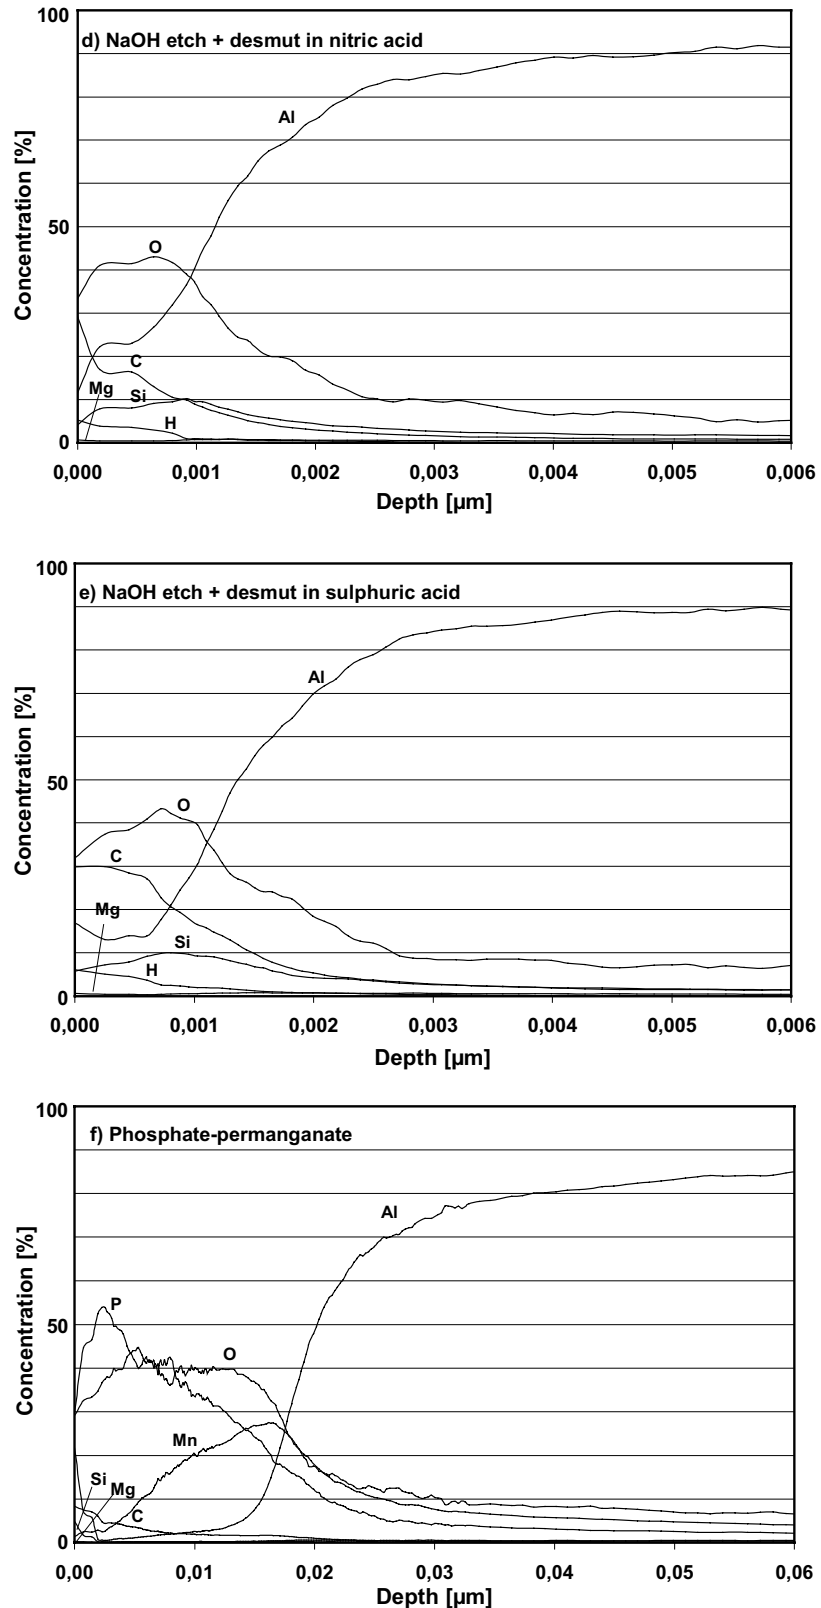 100
d) NaOH etch + desmut in nitric acid
Al
Concentration [%]
50
O
C
Mg
Si
H
0
0,000 0,001 0,002 0,003 0,004 0,005 0,006
Depth [µm]
100
e) NaOH etch + desmut in sulphuric acid
Al
Concentration [%]
50
O
C
Mg
Si
H
0
0,000 0,001 0,002 0,003 0,004 0,005 0,006
Depth [µm]
100
f) Phosphate-permanganate
Al
Concentration [%]
P
50
O
Mn
Si
Mg
C
0
0,00 0,01 0,02 0,03 0,04 0,05 0,06
Depth [µm]